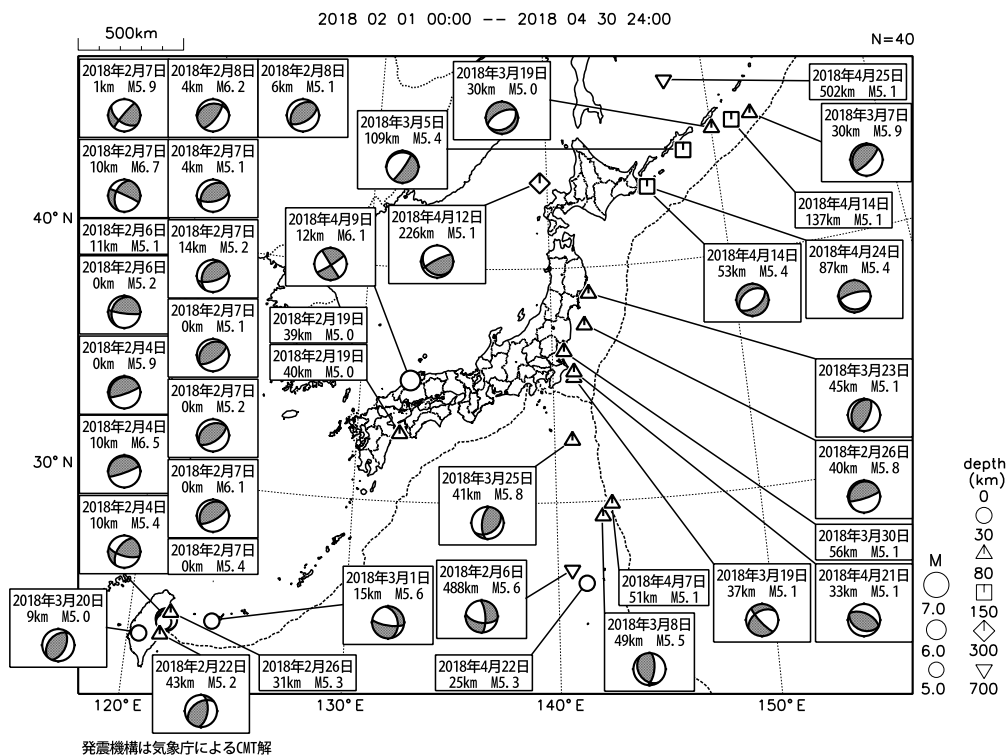 2018 02 01 00:00 -- 2018 04 30 24:00
500km
N=40
2018年2月7日
1km M5.9
2018年2月8日
4km M6.2
2018年2月8日
6km M5.1
2018年3月19日
30km M5.0
2018年4月25日
502km M5.1
2018年3月5日
109km M5.4
2018年3月7日
30km M5.9
2018年2月7日
10km M6.7
2018年2月7日
4km M5.1
2018年4月14日
137km M5.1
40°N
2018年2月6日
11km M5.1
2018年2月7日
14km M5.2
2018年4月9日
12km M6.1
2018年4月12日
226km M5.1
2018年4月14日
53km M5.4
2018年4月24日
87km M5.4
2018年2月6日
0km M5.2
2018年2月7日
0km M5.1
2018年2月19日
39km M5.0
2018年2月19日
40km M5.0
2018年2月4日
0km M5.9
2018年2月7日
0km M5.2
2018年3月23日
45km M5.1
2018年2月4日
10km M6.5
2018年2月7日
0km M6.1
2018年2月26日
40km M5.8
30°N
2018年3月25日
41km M5.8
2018年2月4日
10km M5.4
2018年2月7日
0km M5.4
2018年3月30日
56km M5.1
2018年3月20日
9km M5.0
2018年3月1日
15km M5.6
2018年2月6日
488km M5.6
2018年4月7日
51km M5.1
2018年3月19日
37km M5.1
2018年4月21日
33km M5.1
2018年3月8日
49km M5.5
2018年2月22日
43km M5.2
2018年2月26日
31km M5.3
2018年4月22日
25km M5.3
120°E
130°E
140°E
150°E
depth
(km)
0
30
80
150
300
700
M
7.0
6.0
5.0
発震機構は気象庁によるCMT解